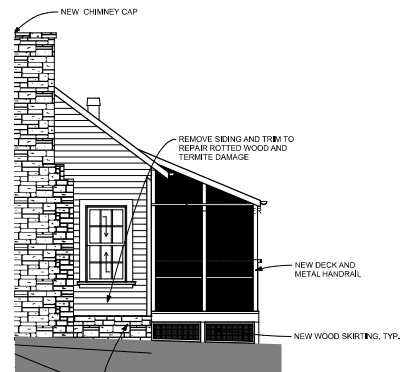 NEW CHIMNEY CAP
REMOVE SIDING AND TRIM TO
REPAIR ROTTED WOOD AND
TERMITE DAMAGE
NEW DECK AND
METAL HANDRAIL
NEW WOOD SKIRTING, TYP.